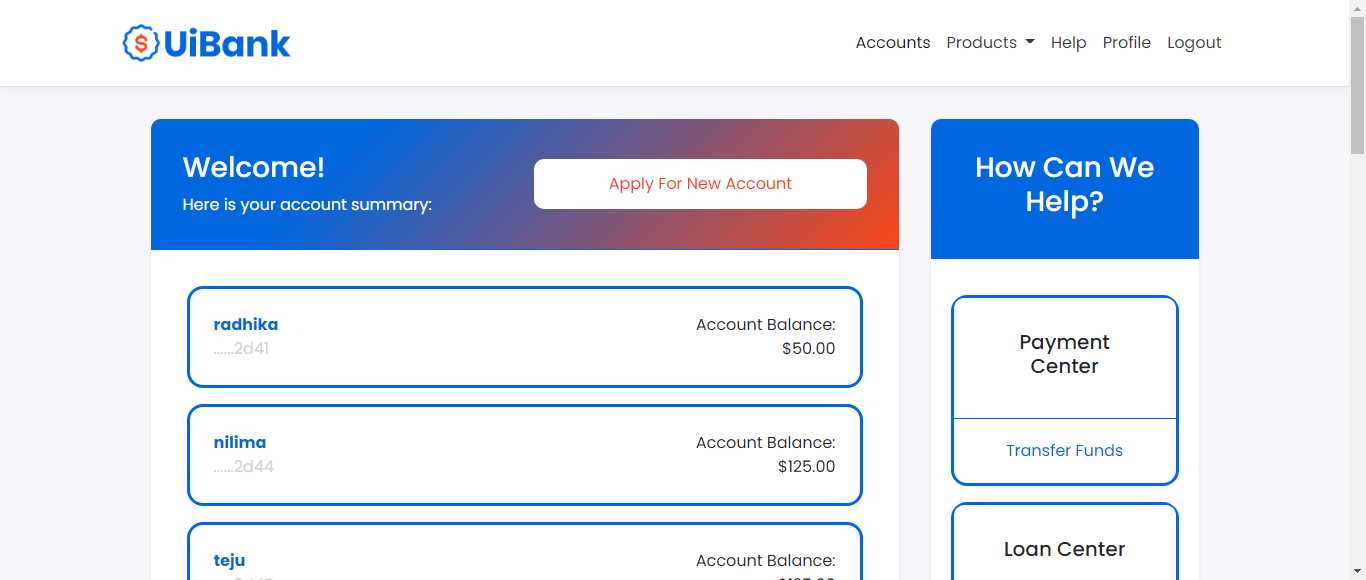 $ UiBank
Accounts Products Help Profile Logout
Welcome!
Here is your account summary:
Apply For New Account
radhika
......2d41
Account Balance:
$50.00
nilima
......2d44
Account Balance:
$125.00
teju
Account Balance:
How Can We
Help?
Payment
Center
Transfer Funds
Loan Center